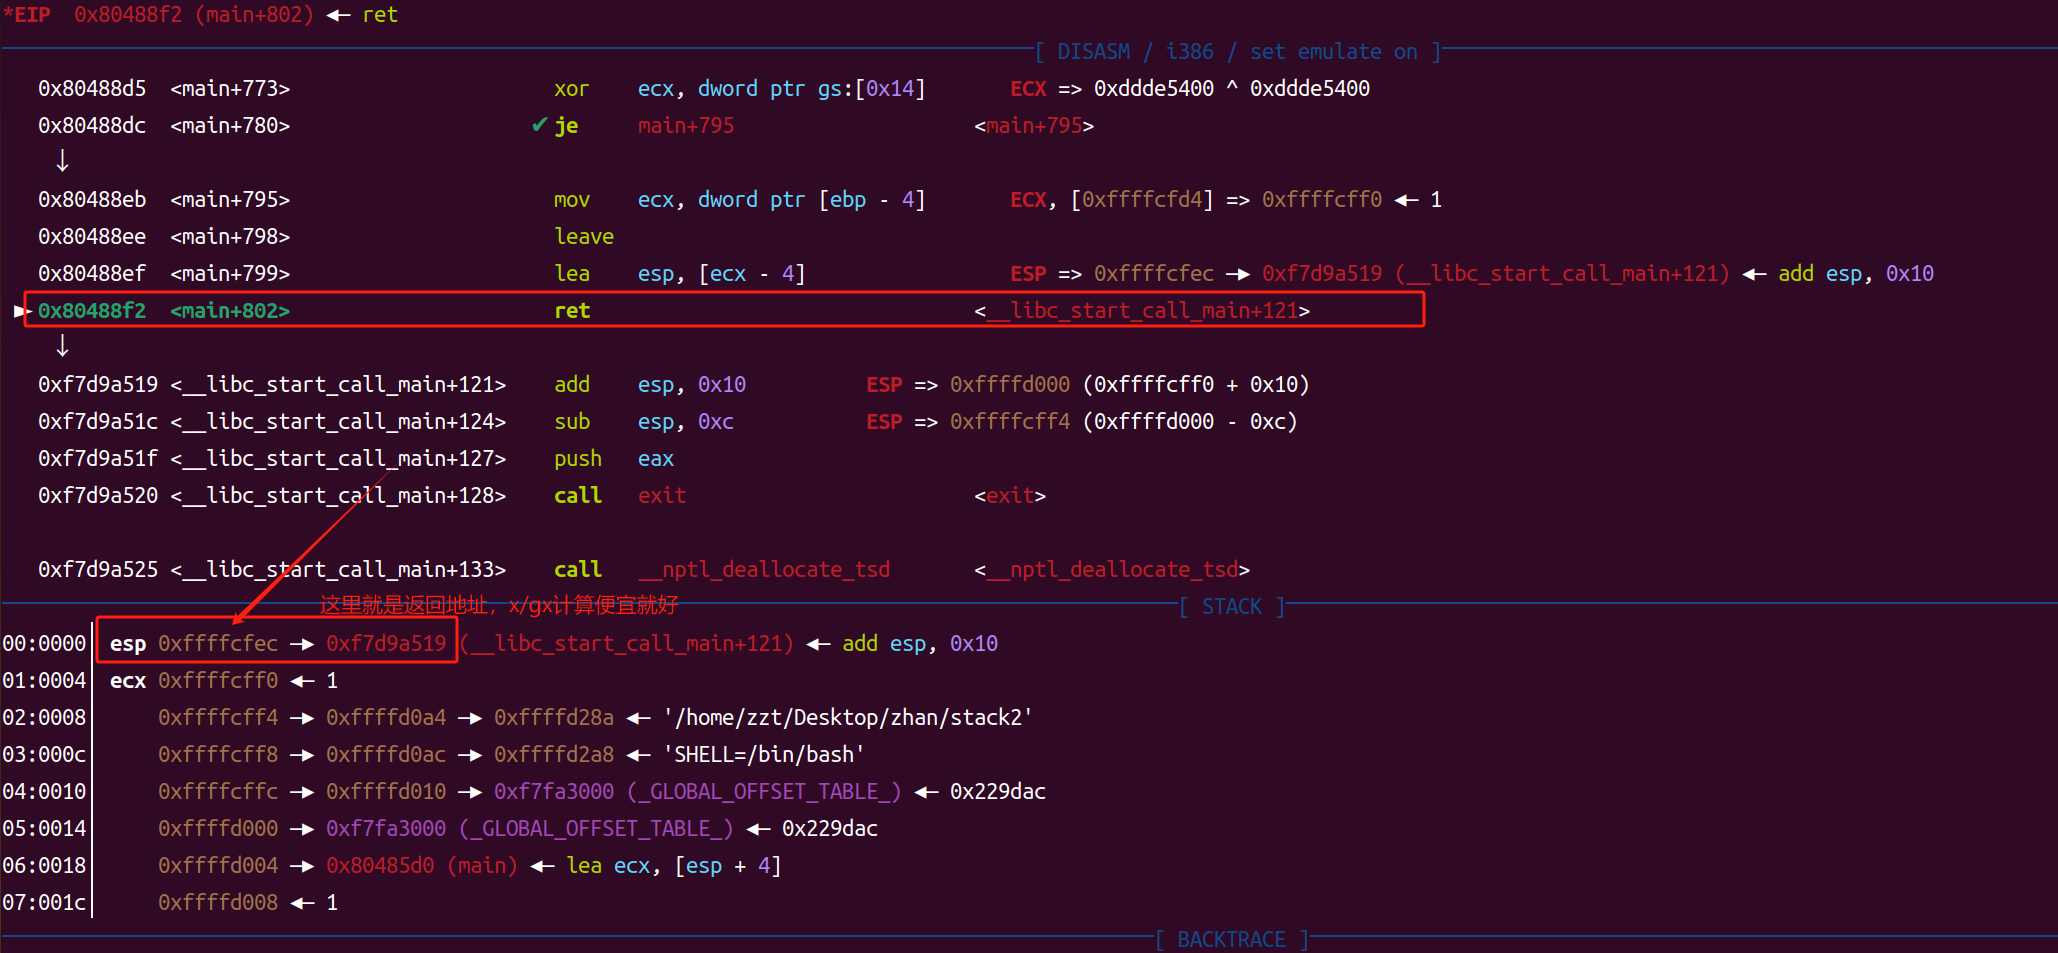 *EIP  0x80488f2 (main+802) ◂— ret
[ DISASM / i386 / set emulate on ]
0x80488d5  <main+773>  xor  ecx, dword ptr gs:[0x14]  ECX => 0xddde5400 ^ 0xddde5400
0x80488dc  <main+780>  ✔ je  main+795  <main+795>
↓
0x80488eb  <main+795>  mov  ecx, dword ptr [ebp - 4]  ECX, [0xffffcfd4] => 0xffffcff0 ◂— 1
0x80488ee  <main+798>  leave
0x80488ef  <main+799>  lea  esp, [ecx - 4]  ESP => 0xffffcfec —▸ 0xf7d9a519 (__libc_start_call_main+121) ◂— add esp, 0x10
► 0x80488f2  <main+802>  ret  <__libc_start_call_main+121>
↓
0xf7d9a519 <__libc_start_call_main+121>  add  esp, 0x10  ESP => 0xffffd000 (0xffffcff0 + 0x10)
0xf7d9a51c <__libc_start_call_main+124>  sub  esp, 0xc  ESP => 0xffffcff4 (0xffffd000 - 0xc)
0xf7d9a51f <__libc_start_call_main+127>  push  eax
0xf7d9a520 <__libc_start_call_main+128>  call  exit  <exit>
0xf7d9a525 <__libc_start_call_main+133>  call  __nptl_deallocate_tsd  <__nptl_deallocate_tsd>
这里就是返回地址，x/gx计算便宜就好
[ STACK ]
00:0000│ esp 0xffffcfec —▸ 0xf7d9a519 (__libc_start_call_main+121) ◂— add esp, 0x10
01:0004│ ecx 0xffffcff0 ◂— 1
02:0008│ 0xffffcff4 —▸ 0xffffd0a4 —▸ 0xffffd28a ◂— '/home/zzt/Desktop/zhan/stack2'
03:000c│ 0xffffcff8 —▸ 0xffffd0ac —▸ 0xffffd2a8 ◂— 'SHELL=/bin/bash'
04:0010│ 0xffffcffc —▸ 0xffffd010 —▸ 0xf7fa3000 (_GLOBAL_OFFSET_TABLE_) ◂— 0x229dac
05:0014│ 0xffffd000 —▸ 0xf7fa3000 (_GLOBAL_OFFSET_TABLE_) ◂— 0x229dac
06:0018│ 0xffffd004 —▸ 0x80485d0 (main) ◂— lea ecx, [esp + 4]
07:001c│ 0xffffd008 ◂— 1
[ BACKTRACE ]